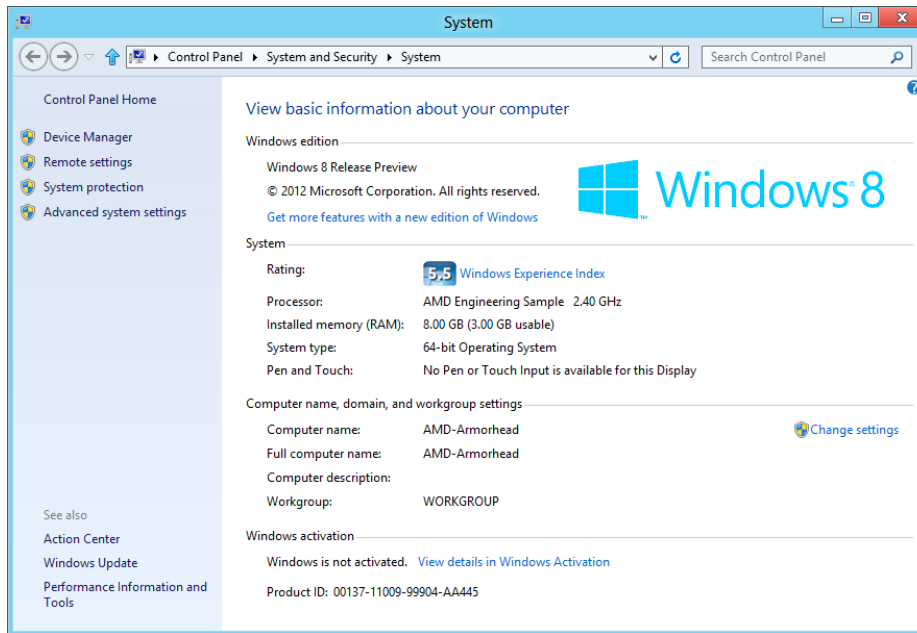 System
Control Panel ▸ System and Security ▸ System
Search Control Panel
Control Panel Home
Device Manager
Remote settings
System protection
Advanced system settings
See also
Action Center
Windows Update
Performance Information and
Tools
?
View basic information about your computer
Windows edition
Windows 8 Release Preview
© 2012 Microsoft Corporation. All rights reserved.
Get more features with a new edition of Windows
Windows® 8
™
System
Rating: 5.5 Windows Experience Index
Processor: AMD Engineering Sample 2.40 GHz
Installed memory (RAM): 8.00 GB (3.00 GB usable)
System type: 64-bit Operating System
Pen and Touch: No Pen or Touch Input is available for this Display
Computer name, domain, and workgroup settings
Computer name: AMD-Armorhead
Change settings
Full computer name: AMD-Armorhead
Computer description:
Workgroup: WORKGROUP
Windows activation
Windows is not activated. View details in Windows Activation
Product ID: 00137-11009-99904-AA445